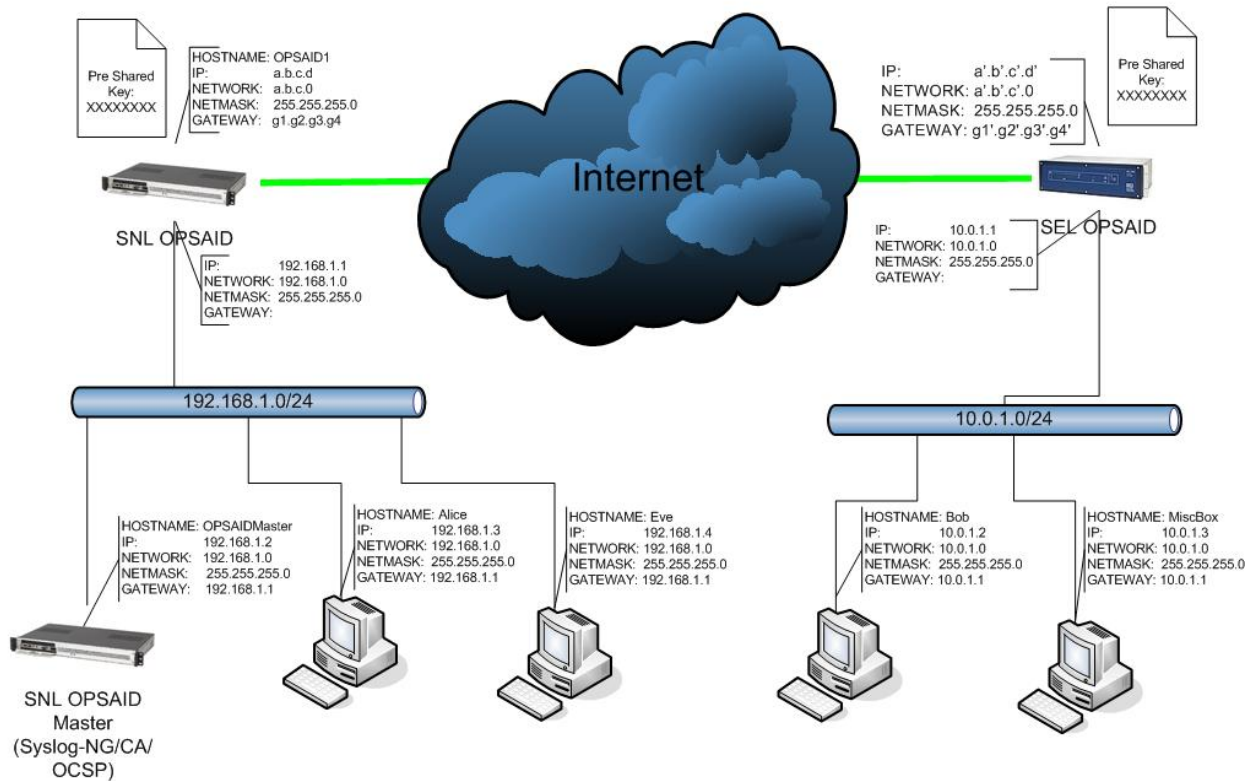 Pre Shared
Key:
XXXXXXXX
HOSTNAME: OPSAID1
IP: a.b.c.d
NETWORK: a.b.c.0
NETMASK: 255.255.255.0
GATEWAY: g1.g2.g3.g4
IP: a'.b'.c'.d'
NETWORK: a'.b'.c'.0
NETMASK: 255.255.255.0
GATEWAY: g1'.g2'.g3'.g4'
Pre Shared
Key:
XXXXXXXX
Internet
SNL OPSAID
SEL OPSAID
IP: 192.168.1.1
NETWORK: 192.168.1.0
NETMASK: 255.255.255.0
GATEWAY:
IP: 10.0.1.1
NETWORK: 10.0.1.0
NETMASK: 255.255.255.0
GATEWAY:
192.168.1.0/24
10.0.1.0/24
HOSTNAME: OPSAIDMaster
IP: 192.168.1.2
NETWORK: 192.168.1.0
NETMASK: 255.255.255.0
GATEWAY: 192.168.1.1
HOSTNAME: Alice
IP: 192.168.1.3
NETWORK: 192.168.1.0
NETMASK: 255.255.255.0
GATEWAY: 192.168.1.1
HOSTNAME: Eve
IP: 192.168.1.4
NETWORK: 192.168.1.0
NETMASK: 255.255.255.0
GATEWAY: 192.168.1.1
HOSTNAME: Bob
IP: 10.0.1.2
NETWORK: 10.0.1.0
NETMASK: 255.255.255.0
GATEWAY: 10.0.1.1
HOSTNAME: MiscBox
IP: 10.0.1.3
NETWORK: 10.0.1.0
NETMASK: 255.255.255.0
GATEWAY: 10.0.1.1
SNL OPSAID
Master
(Syslog-NG/CA/
OCSP)